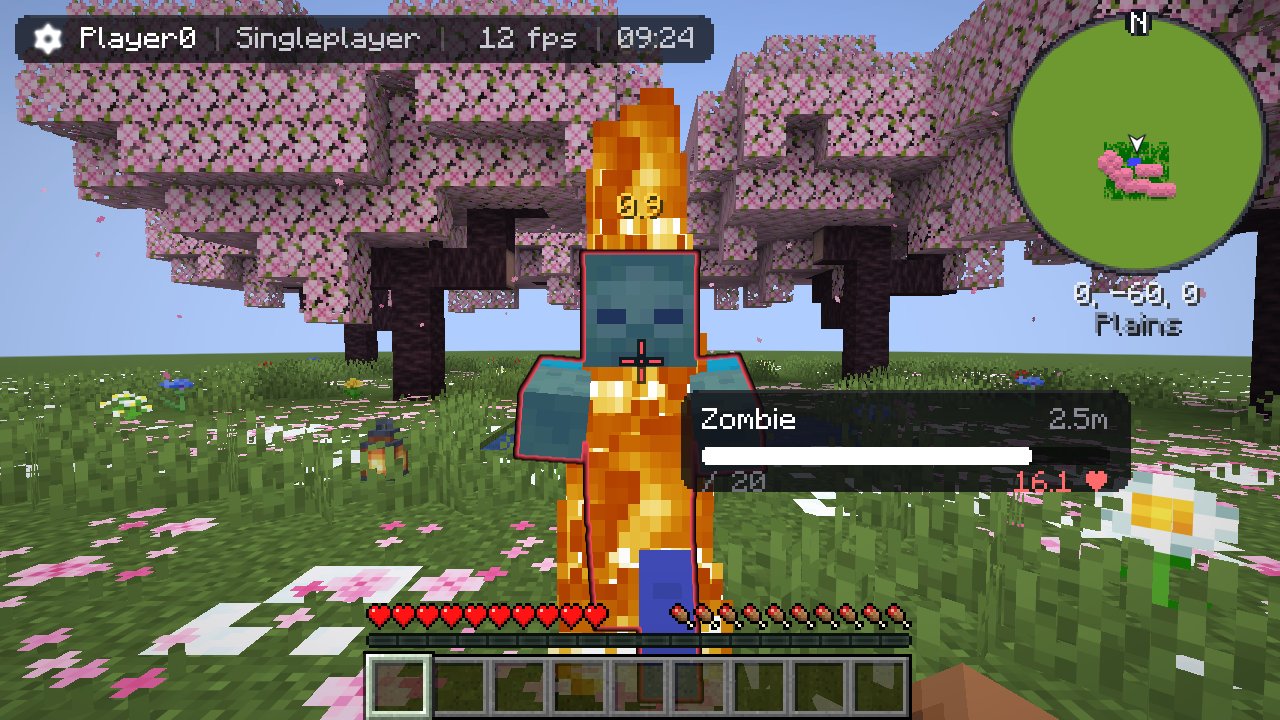 Player0 | Singleplayer | 12 fps | 09:24
N
0.9
0, -60, 0
Plains
Zombie 2.5m
/ 20 16.1